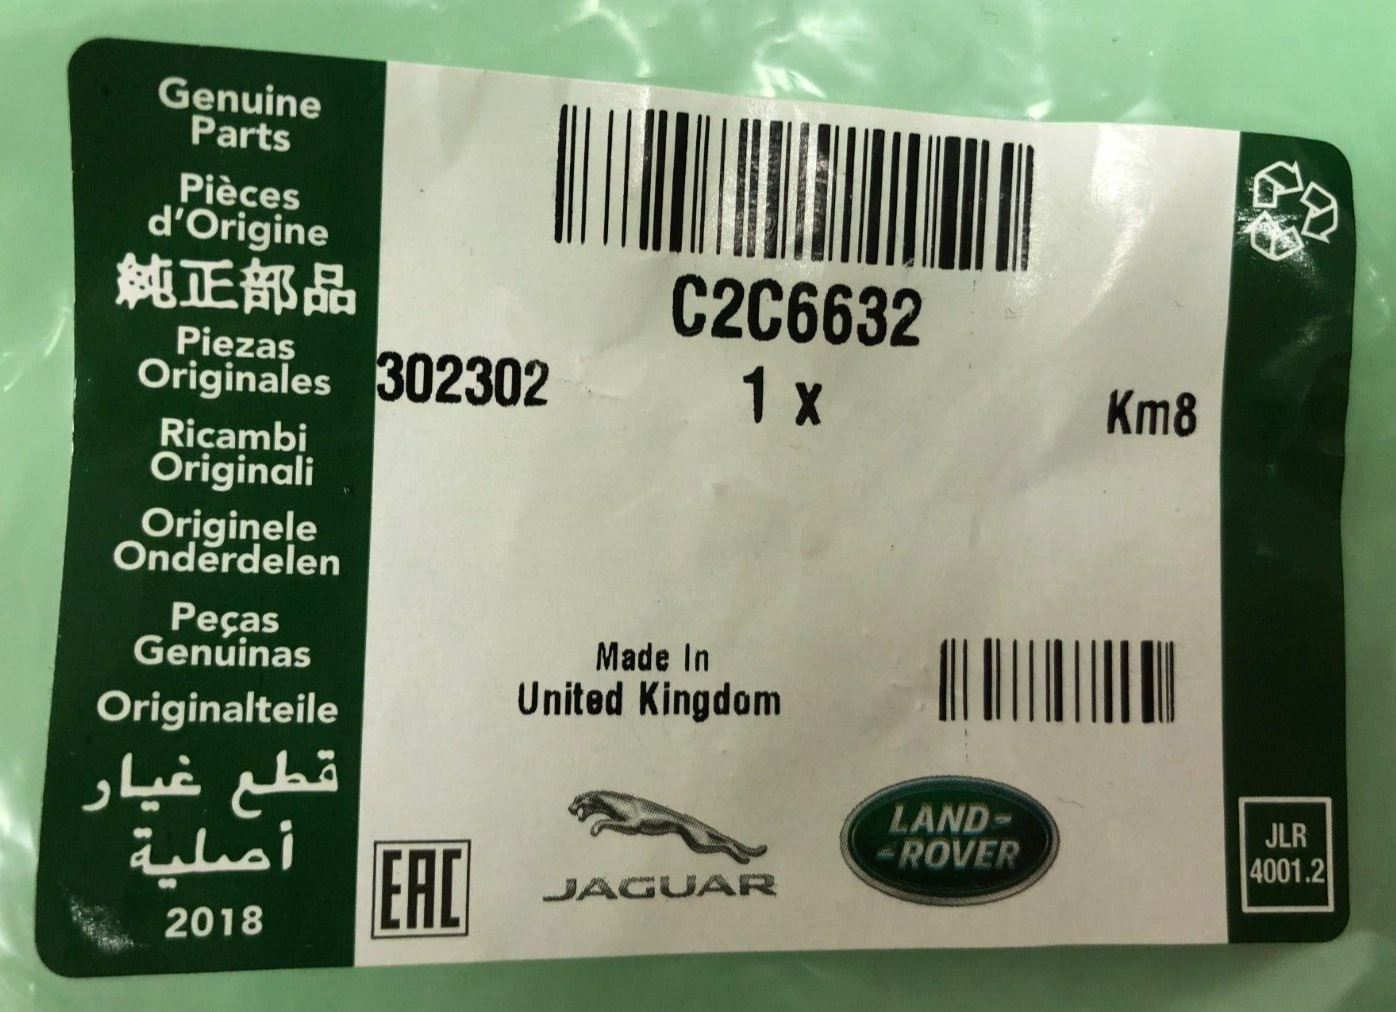 Genuine
Parts
Pièces
d'Origine
純正部品
Piezas
Originales
Ricambi
Originali
Originele
Onderdelen
Peças
Genuinas
Originalteile
قطع غيار
أصلية
2018
C2C6632
302302
1 x
Km8
Made In
United Kingdom
EAC
JAGUAR
LAND-
-ROVER
JLR
4001.2